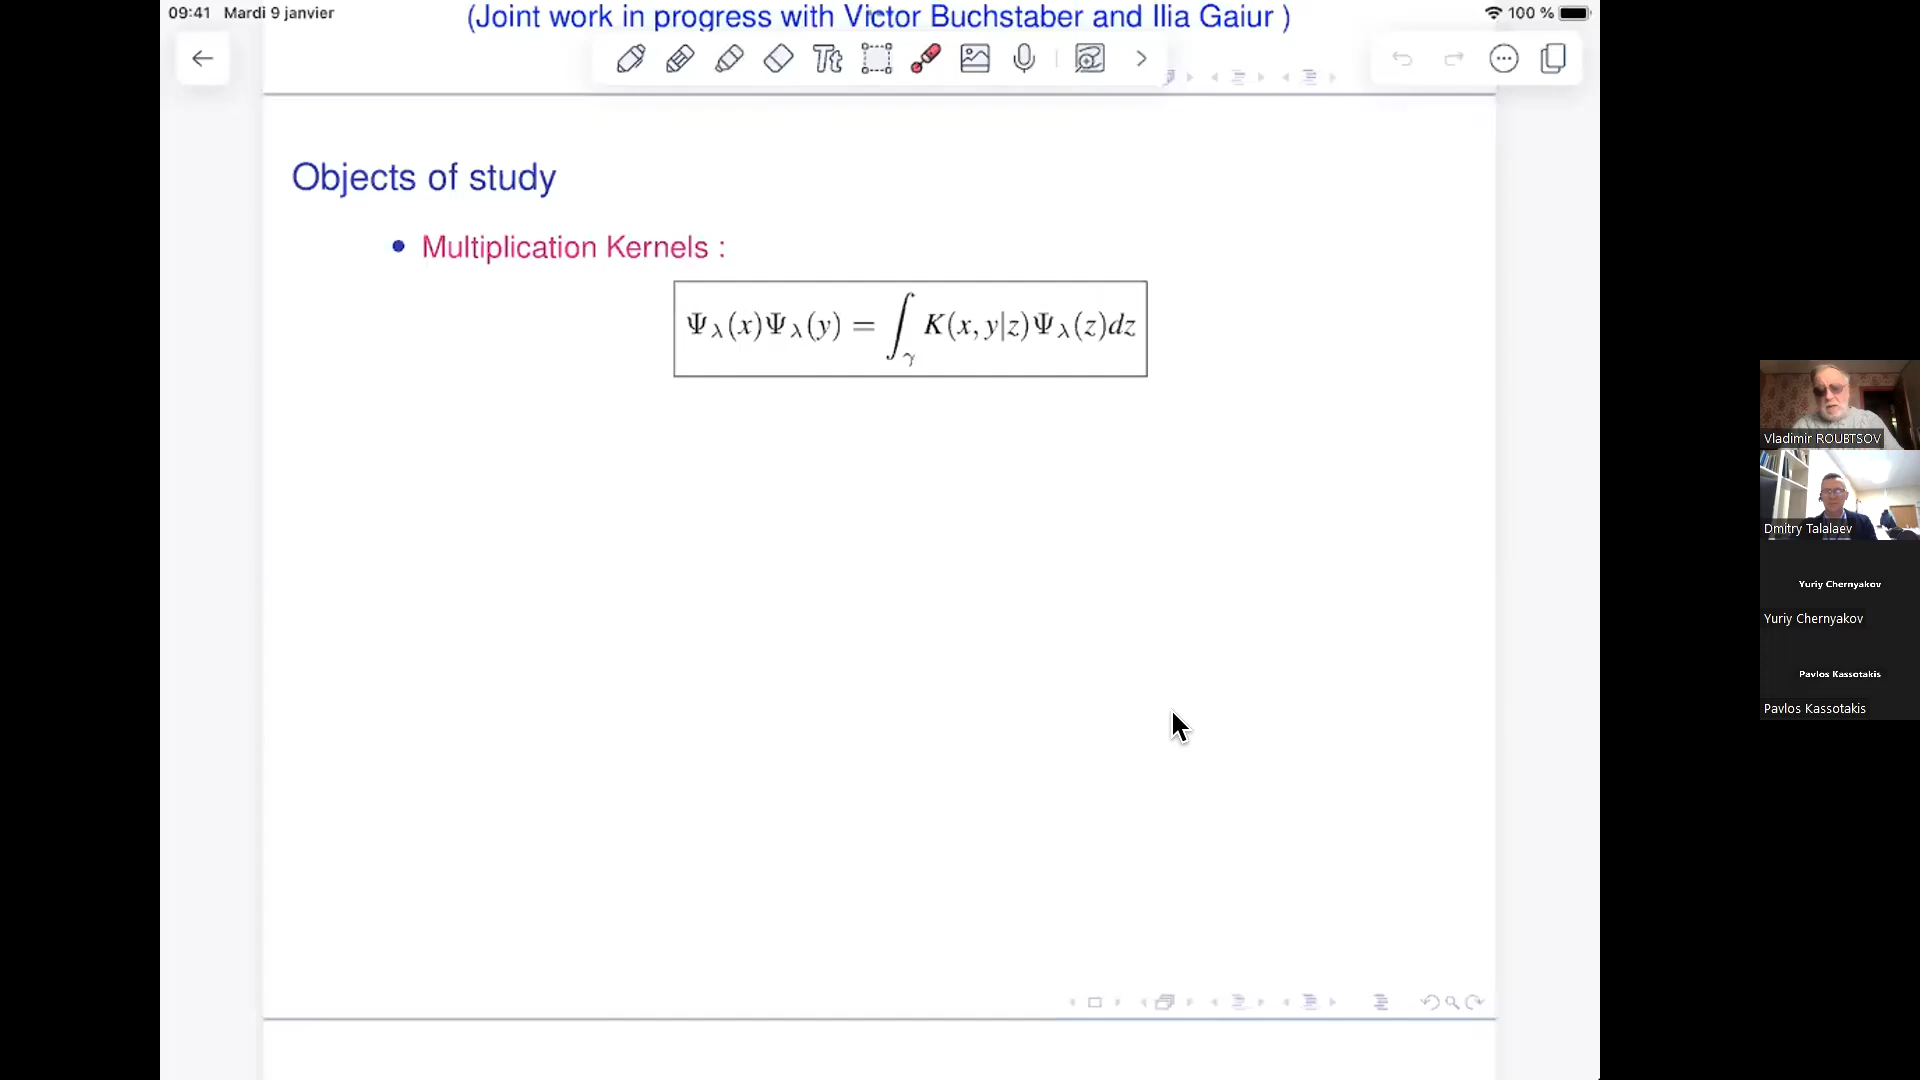 09:41 Mardi 9 janvier
100 %
(Joint work in progress with Victor Buchstaber and Ilia Gaiur )
Tt
Objects of study
• Multiplication Kernels :
Ψ_λ(x)Ψ_λ(y) = ∫_γ K(x, y|z)Ψ_λ(z)dz
Vladimir ROUBTSOV
Dmitry Talalaev
Yuriy Chernyakov
Yuriy Chernyakov
Pavlos Kassotakis
Pavlos Kassotakis